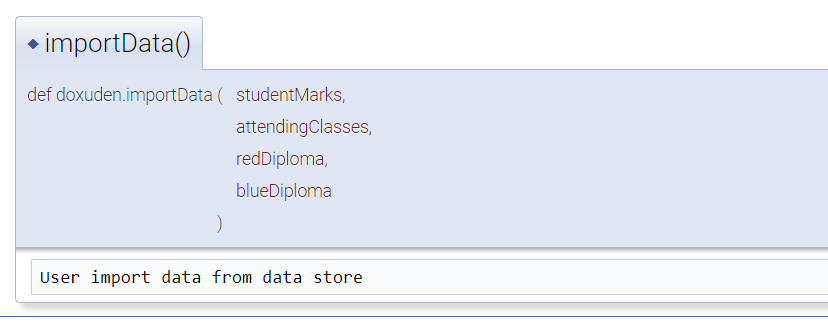 ◆ importData()
def doxuden.importData ( studentMarks,
attendingClasses,
redDiploma,
blueDiploma
)
User import data from data store